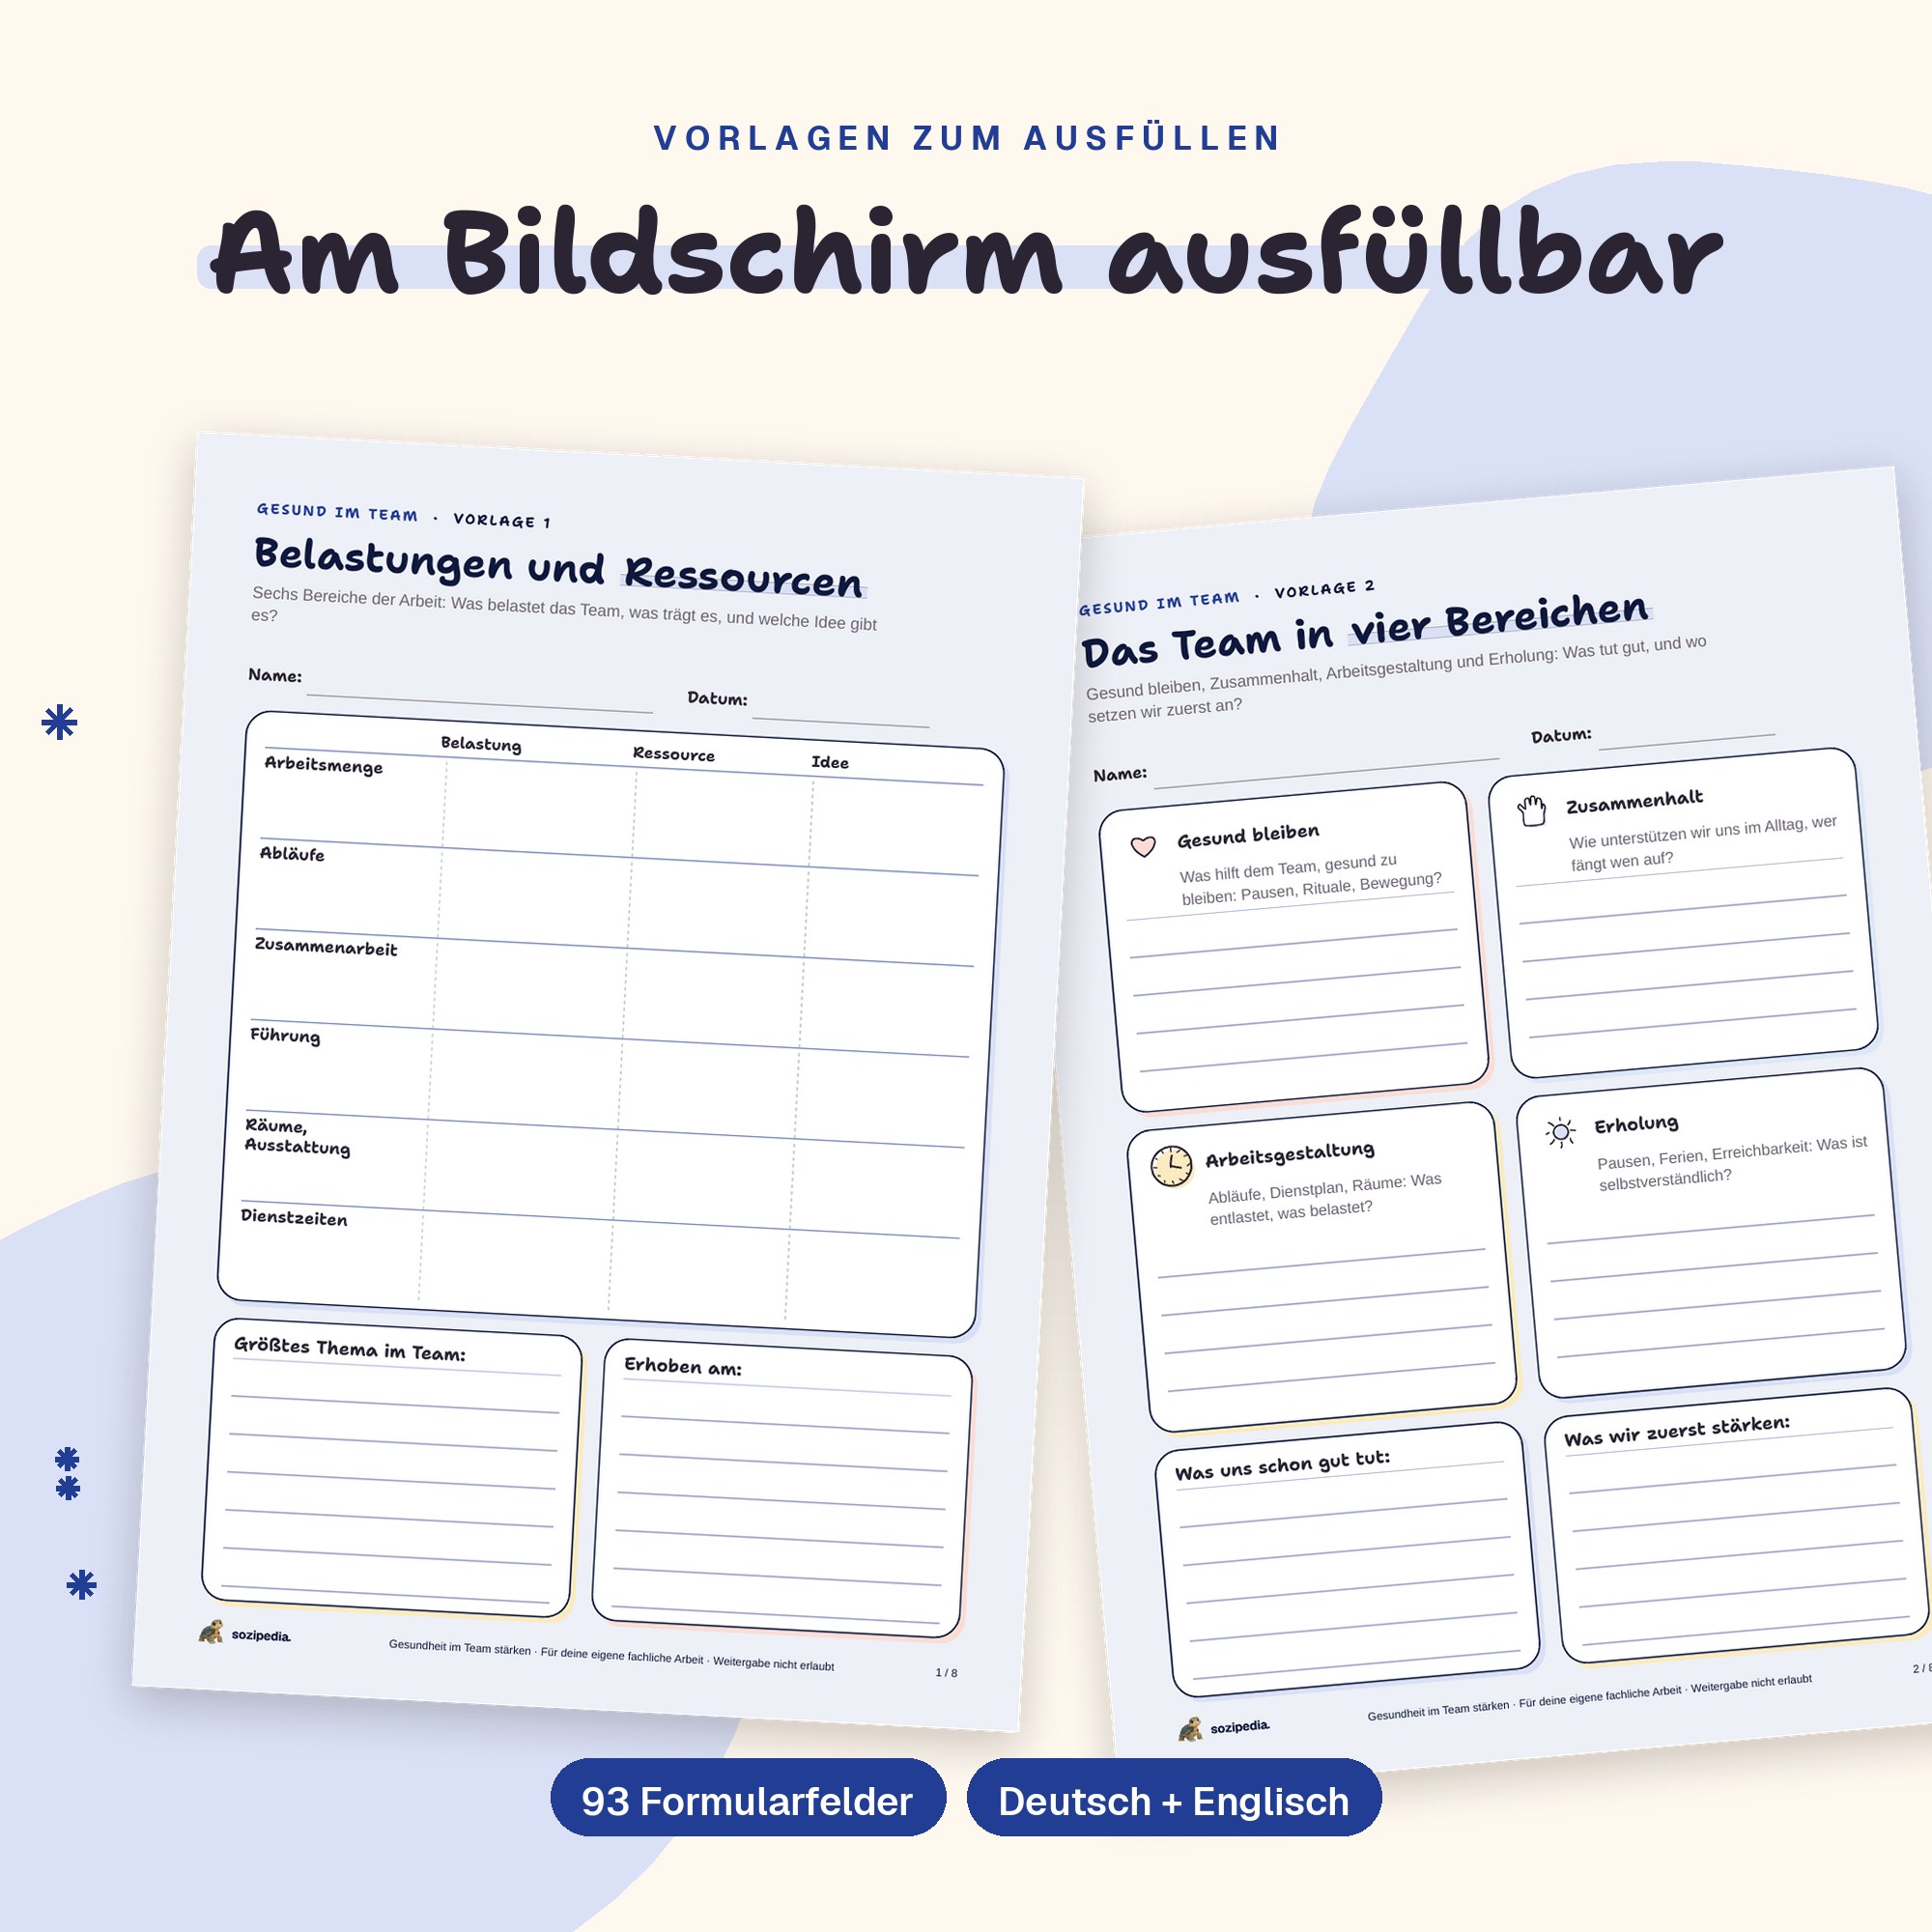 VORLAGEN ZUM AUSFÜLLEN
Am Bildschirm ausfüllbar
GESUND IM TEAM · VORLAGE 1
Belastungen und Ressourcen
Sechs Bereiche der Arbeit: Was belastet das Team, was trägt es, und welche Idee gibt
es?
Name:
Datum:
Belastung
Ressource
Idee
Arbeitsmenge
Abläufe
Zusammenarbeit
Führung
Räume,
Ausstattung
Dienstzeiten
Größtes Thema im Team:
Erhoben am:
sozipedia.
Gesundheit im Team stärken · Für deine eigene fachliche Arbeit · Weitergabe nicht erlaubt
1 / 8
GESUND IM TEAM · VORLAGE 2
Das Team in vier Bereichen
Gesund bleiben, Zusammenhalt, Arbeitsgestaltung und Erholung: Was tut gut, und wo
setzen wir zuerst an?
Name:
Datum:
Gesund bleiben
Was hilft dem Team, gesund zu
bleiben: Pausen, Rituale, Bewegung?
Zusammenhalt
Wie unterstützen wir uns im Alltag, wer
fängt wen auf?
Arbeitsgestaltung
Abläufe, Dienstplan, Räume: Was
entlastet, was belastet?
Erholung
Pausen, Ferien, Erreichbarkeit: Was ist
selbstverständlich?
Was uns schon gut tut:
Was wir zuerst stärken:
sozipedia.
Gesundheit im Team stärken · Für deine eigene fachliche Arbeit · Weitergabe nicht erlaubt
2 / 8
93 Formularfelder
Deutsch + Englisch